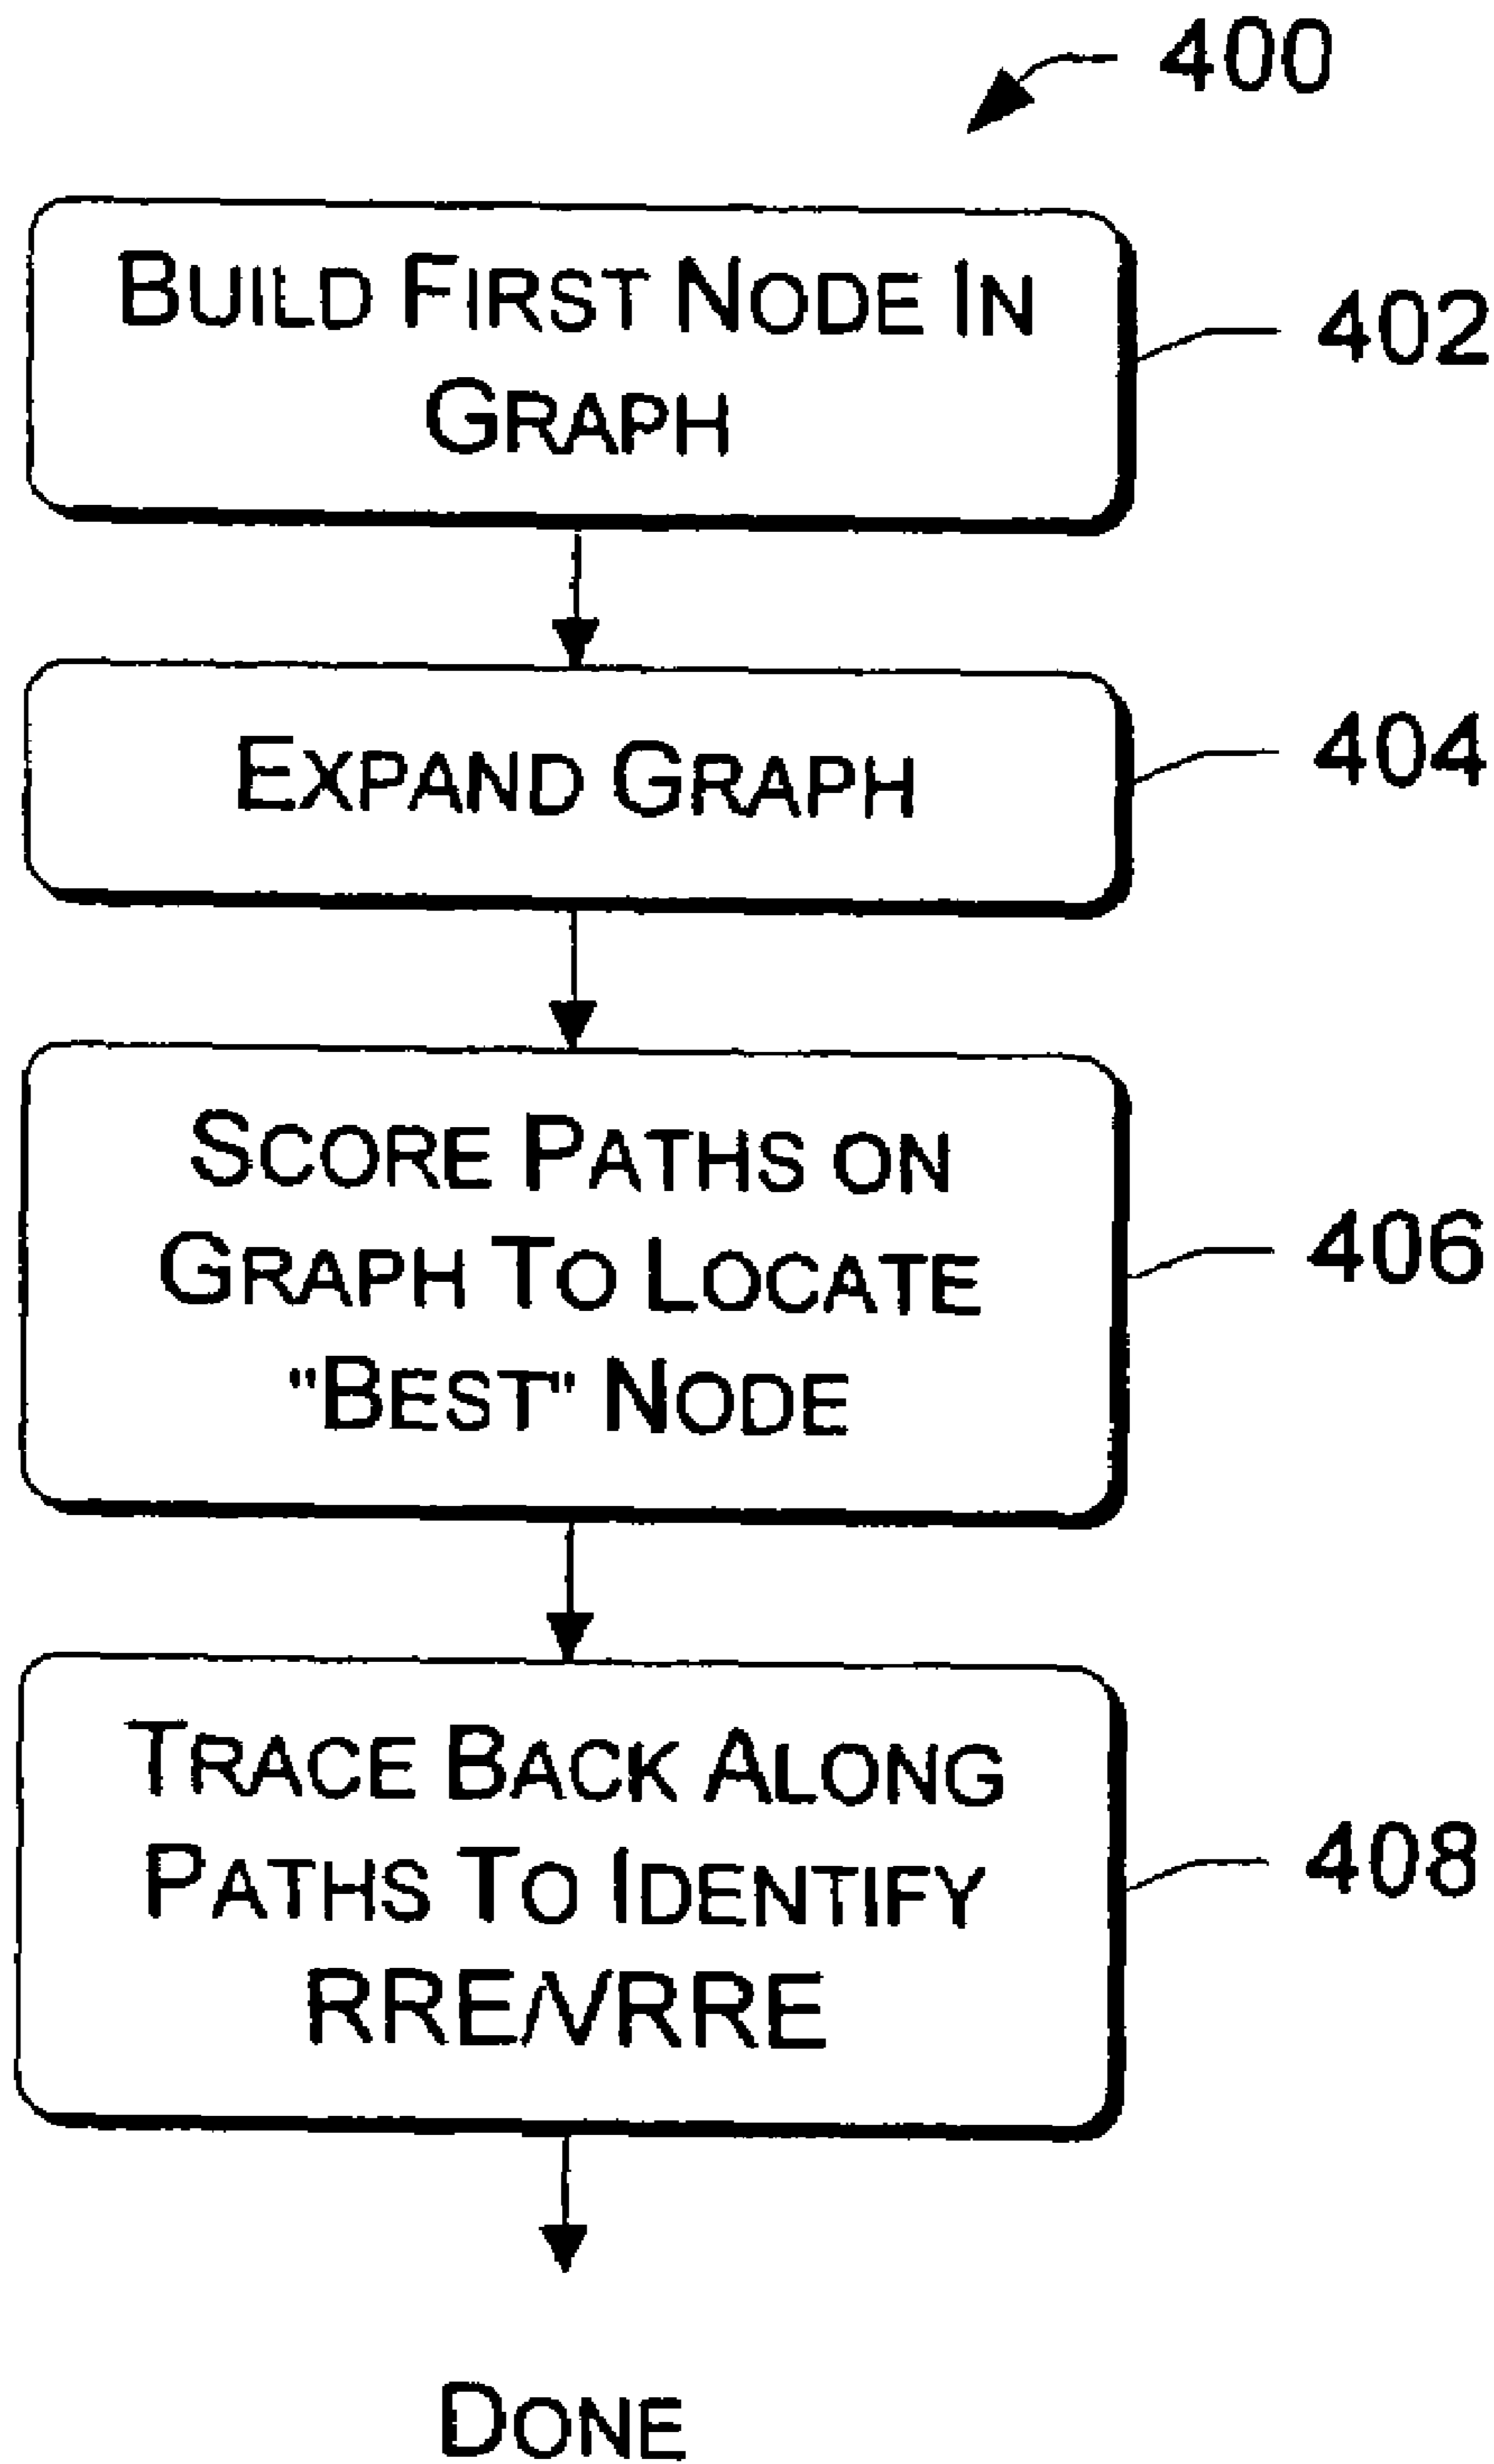 400
BUILD FIRST NODE IN
GRAPH
402
EXPAND GRAPH
404
SCORE PATHS ON
GRAPH TO LOCATE
"BEST" NODE
406
TRACE BACK ALONG
PATHS TO IDENTIFY
RRE/VRRE
408
DONE